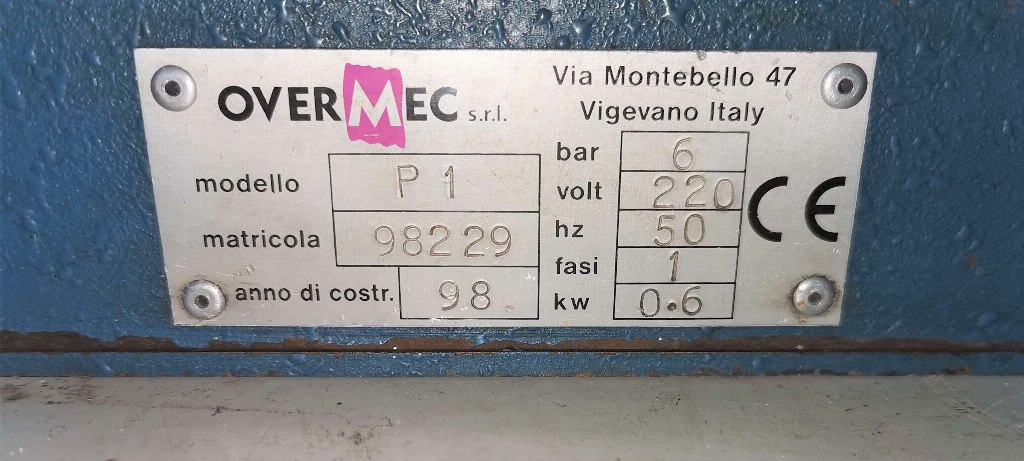 OVERMEC s.r.l.
Via Montebello 47
Vigevano Italy
modello P1
matricola 98229
anno di costr. 98
bar 6
volt 220
hz 50
fasi 1
kw 0.6
CE